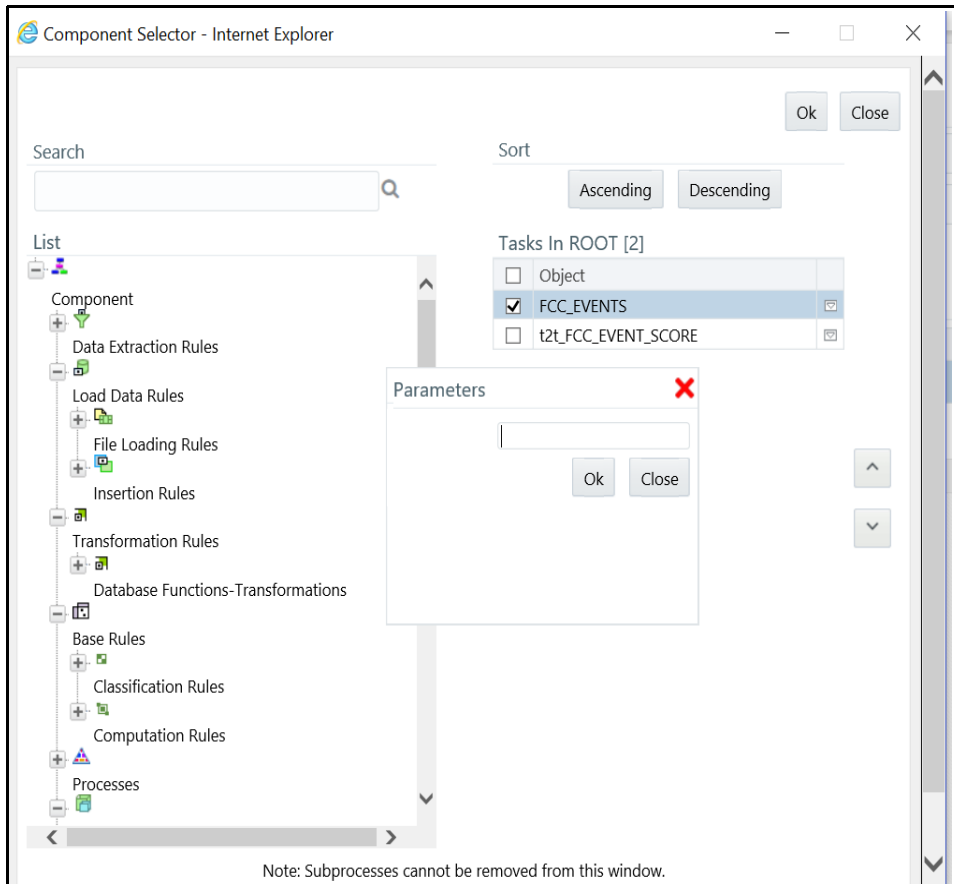 Component Selector - Internet Explorer
Ok
Close
Search
Sort
Ascending
Descending
List
Tasks In ROOT [2]
Object
FCC_EVENTS
t2t_FCC_EVENT_SCORE
Component
Data Extraction Rules
Load Data Rules
File Loading Rules
Insertion Rules
Transformation Rules
Database Functions-Transformations
Base Rules
Classification Rules
Computation Rules
Processes
Parameters
Ok
Close
Note: Subprocesses cannot be removed from this window.